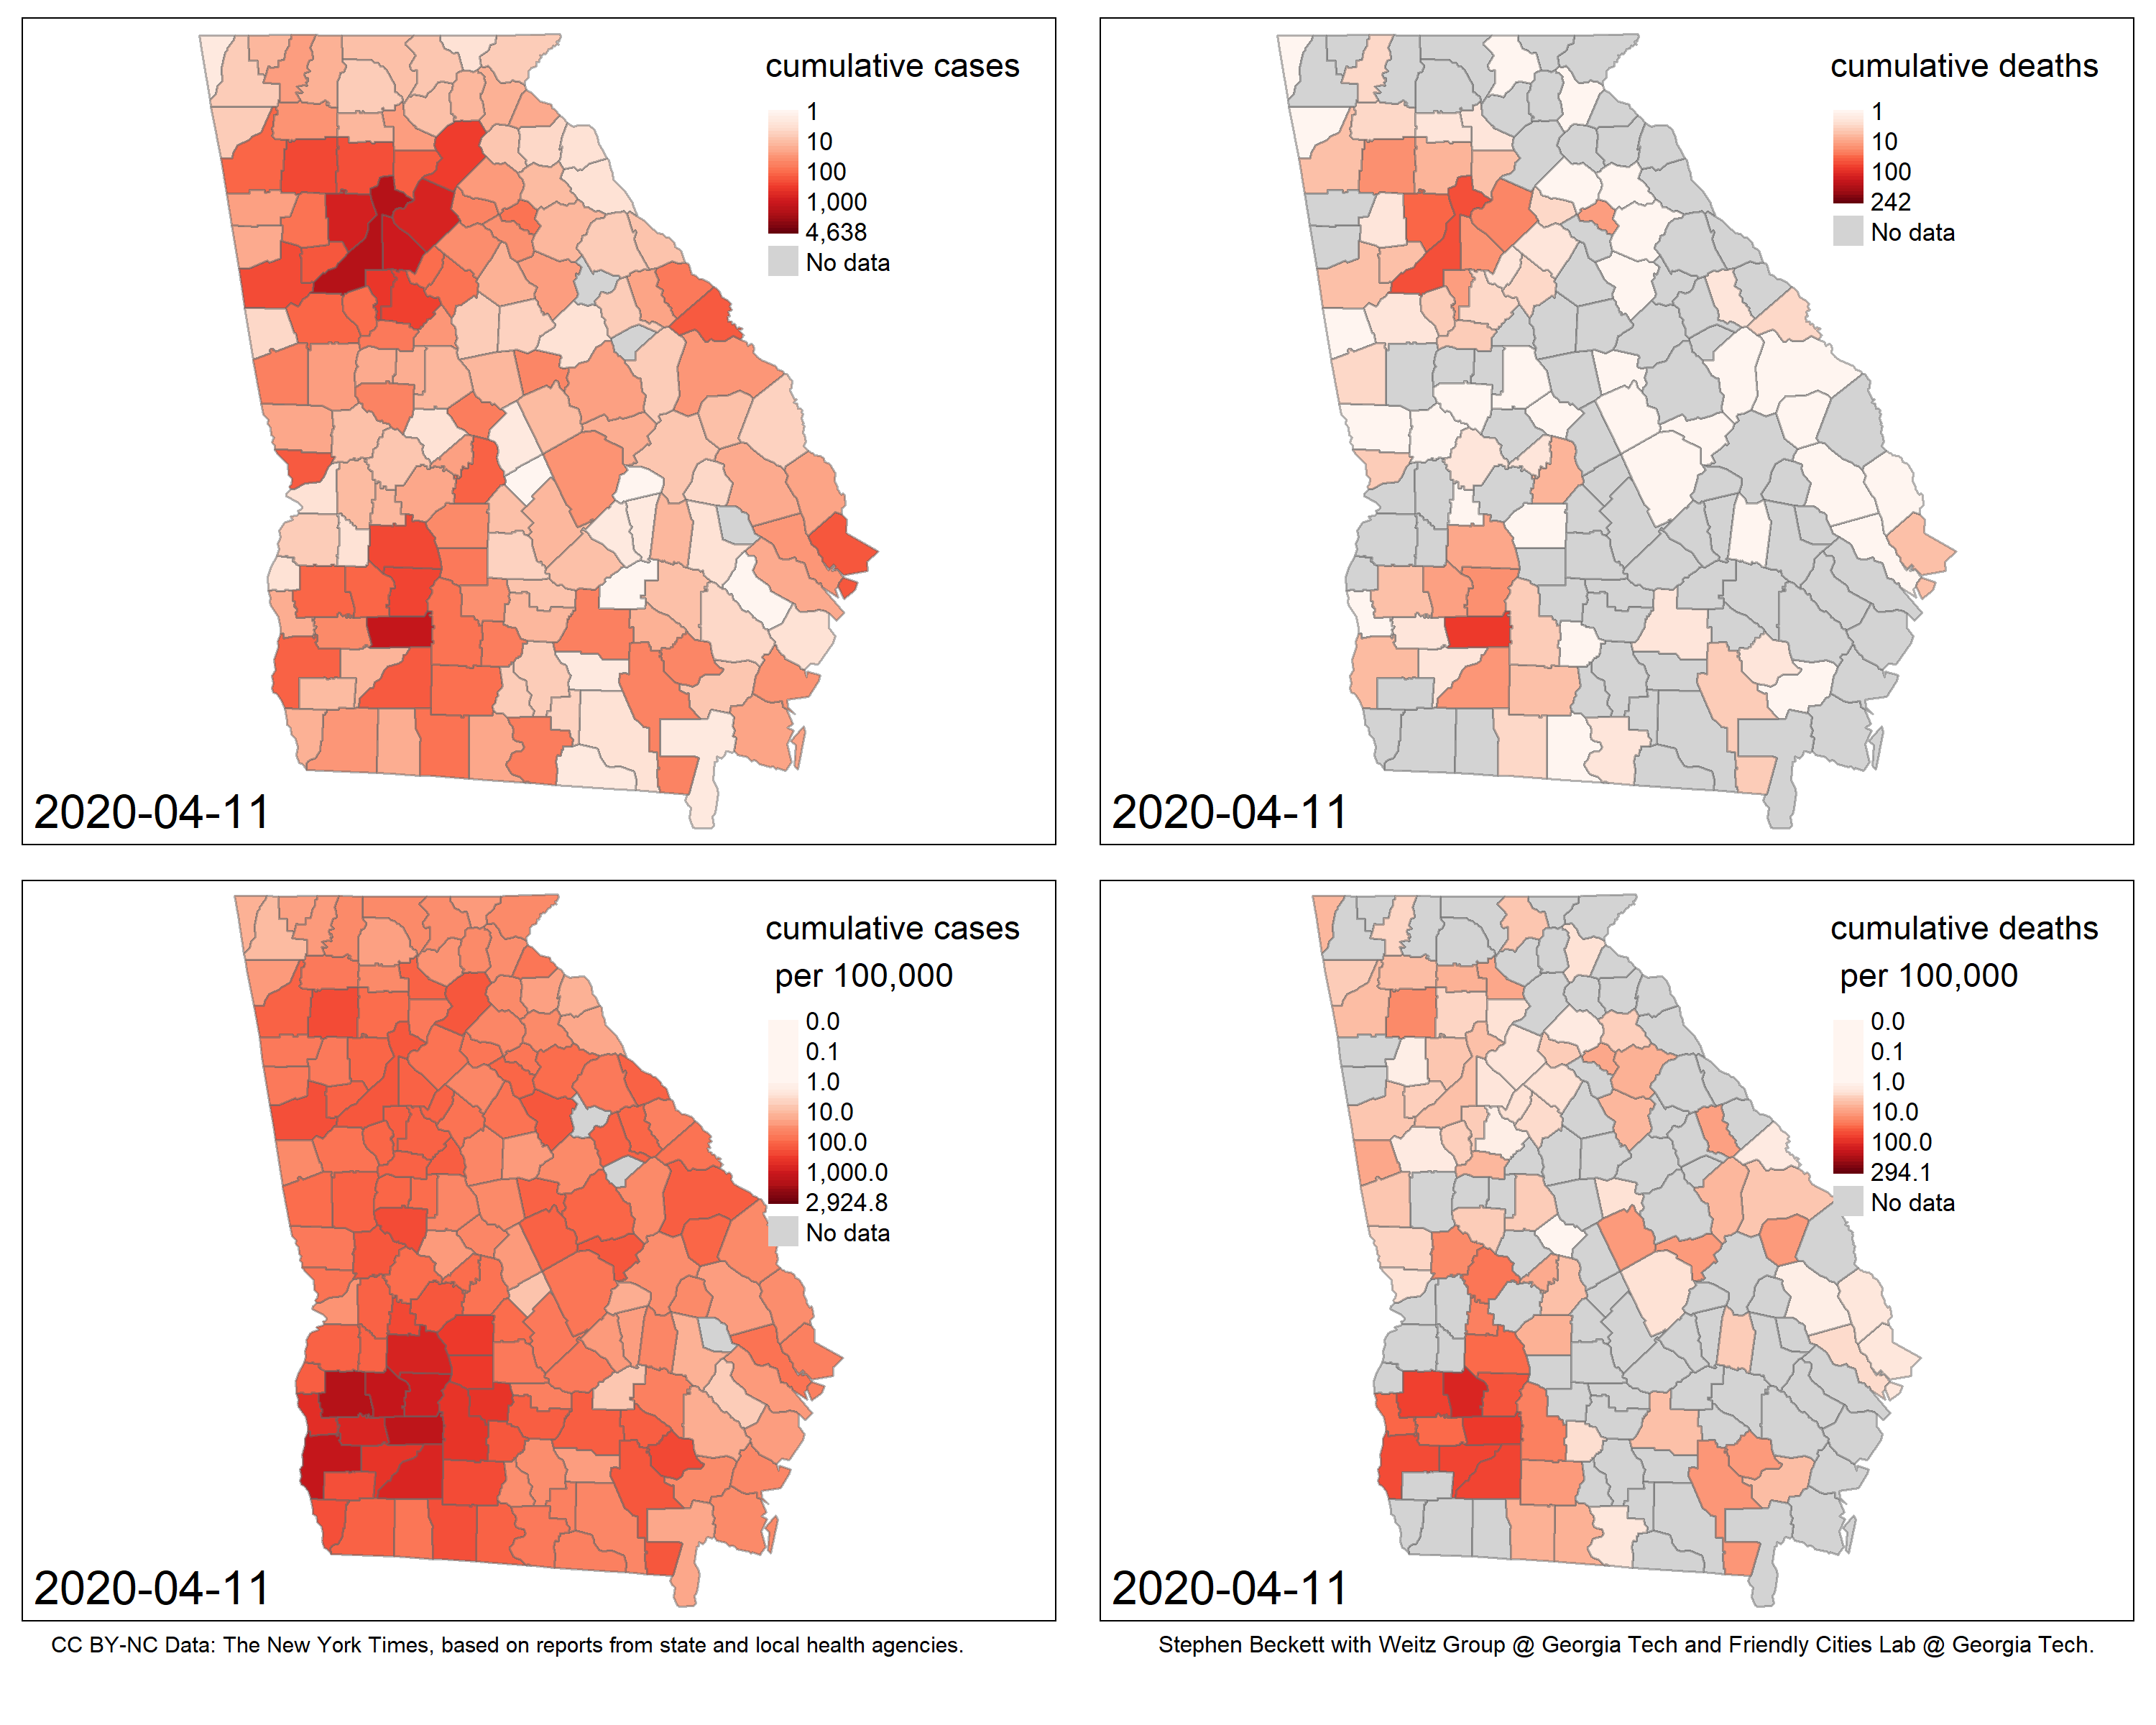 cumulative cases
1
10
100
1,000
4,638
No data
2020-04-11
cumulative deaths
1
10
100
242
No data
2020-04-11
cumulative cases
per 100,000
0.0
0.1
1.0
10.0
100.0
1,000.0
2,924.8
No data
2020-04-11
cumulative deaths
per 100,000
0.0
0.1
1.0
10.0
100.0
294.1
No data
2020-04-11
CC BY-NC Data: The New York Times, based on reports from state and local health agencies.
Stephen Beckett with Weitz Group @ Georgia Tech and Friendly Cities Lab @ Georgia Tech.